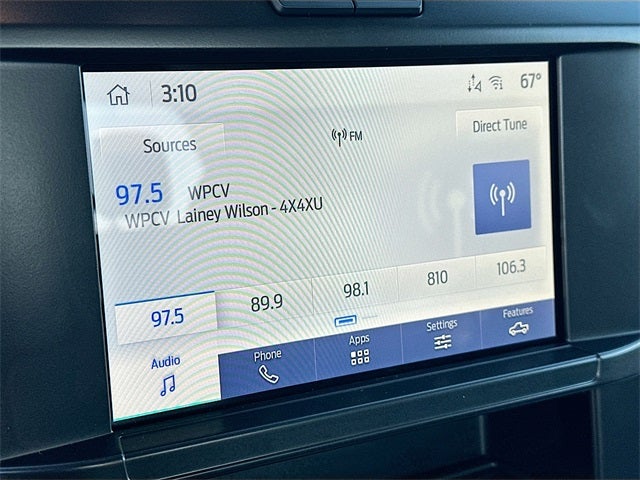 3:10
67°
Sources
FM
Direct Tune
97.5 WPCV
WPCV Lainey Wilson - 4X4XU
97.5 89.9 98.1 810 106.3
Audio Phone Apps Settings Features